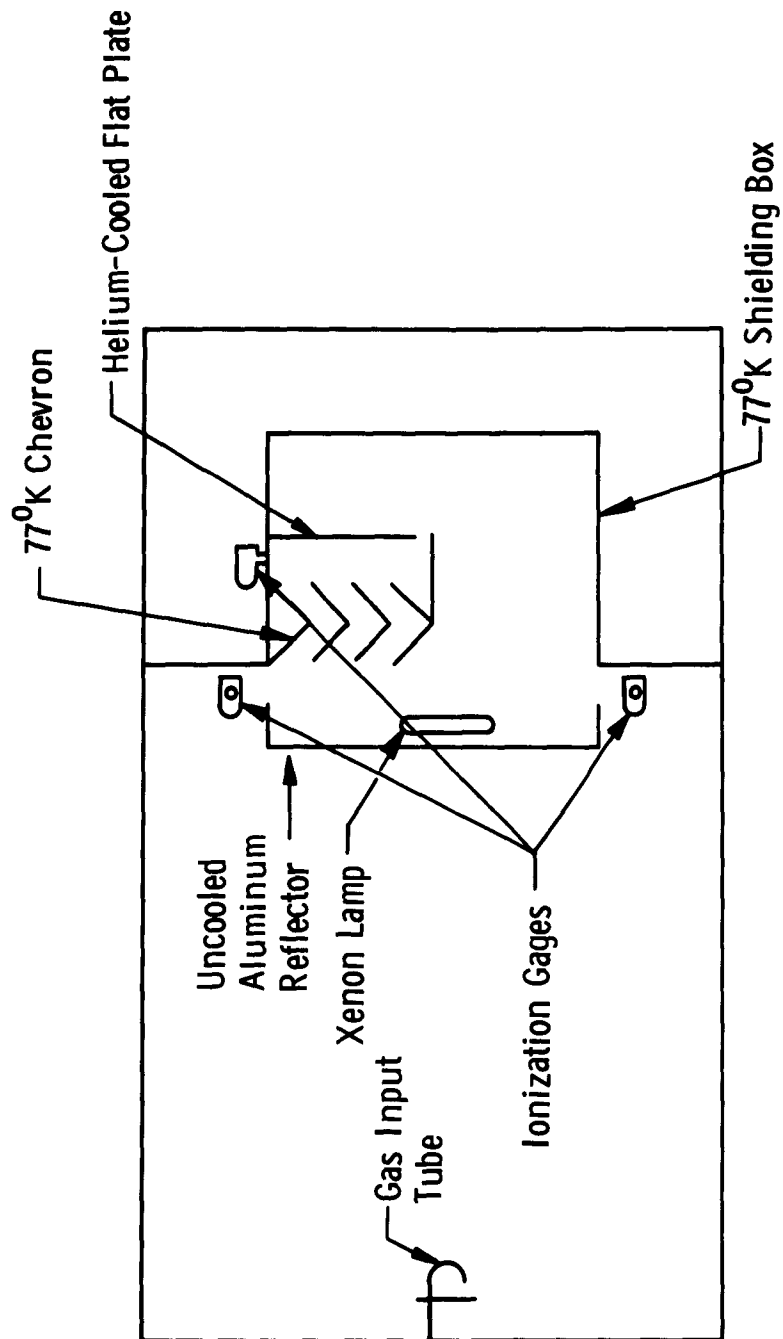 77⁰K Chevron
Helium-Cooled Flat Plate
Uncooled
Aluminum
Reflector
Xenon Lamp
Gas Input
Tube
Ionization Gages
77⁰K Shielding Box